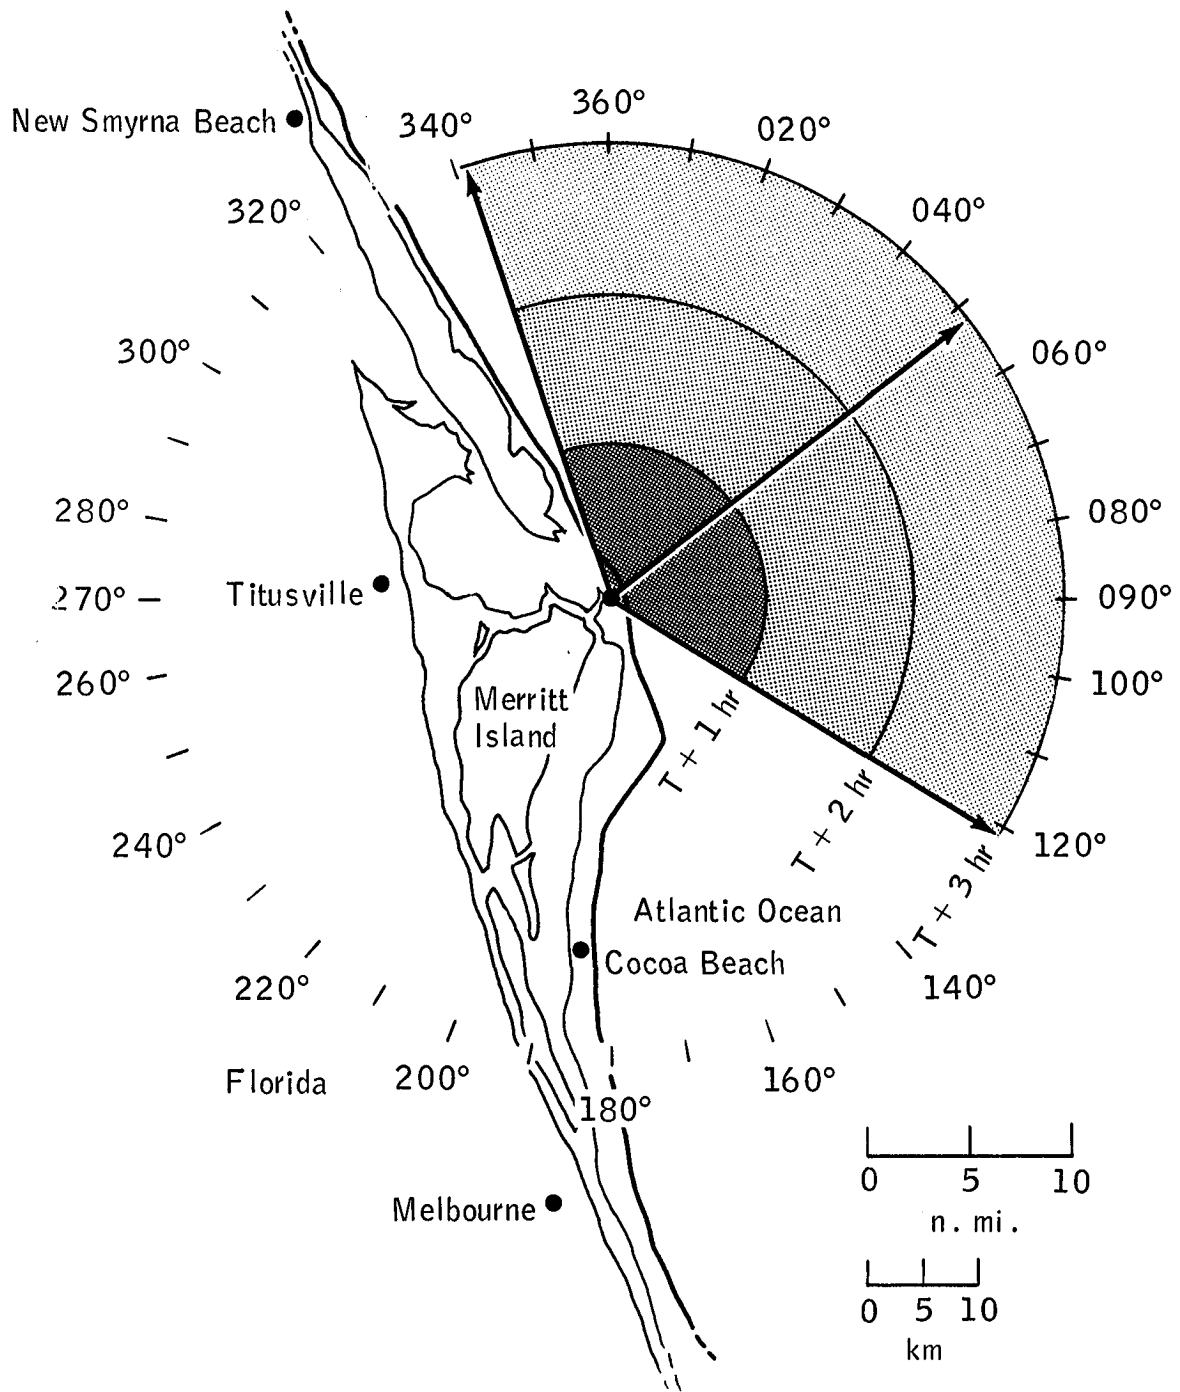 360°
340°
020°
New Smyrna Beach
320°
040°
300°
060°
280°
080°
Titusville
270°
090°
260°
100°
Merritt
Island
T + 1 hr
T + 2 hr
T + 3 hr
240°
120°
Atlantic Ocean
Cocoa Beach
220°
140°
Florida
200°
160°
180°
Melbourne
0 5 10
n. mi.
0 5 10
km